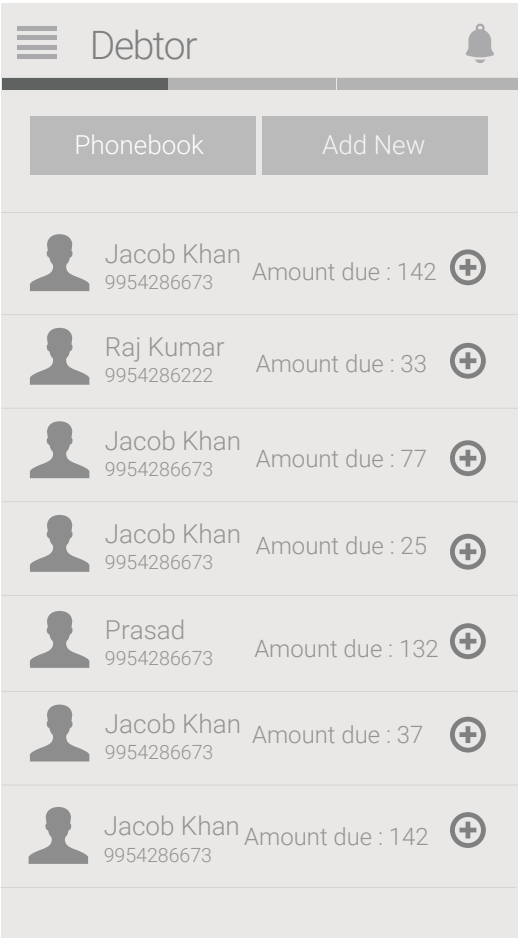 Debtor
Phonebook
Add New
Jacob Khan
9954286673
Amount due : 142
Raj Kumar
9954286222
Amount due : 33
Jacob Khan
9954286673
Amount due : 77
Jacob Khan
9954286673
Amount due : 25
Prasad
9954286673
Amount due : 132
Jacob Khan
9954286673
Amount due : 37
Jacob Khan
9954286673
Amount due : 142